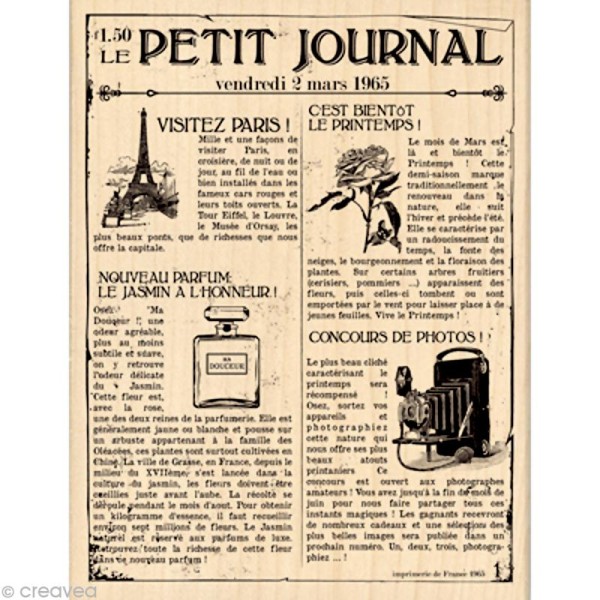 1.50
LE PETIT JOURNAL
vendredi 2 mars 1965
VISITEZ PARIS !
Mille et une façons de
visiter Paris, en
croisière, de nuit ou de
jour, au fil de l'eau ou
bien installés dans les
fameux cars rouges et
leurs toits ouverts. La
Tour Eiffel, le Louvre,
le Musée d'Orsay, les
plus beaux ponts, que de richesses que nous
offre la capitale.
NOUVEAU PARFUM:
LE JASMIN A L'HONNEUR !
Osez "Ma
Douceur !", une
odeur agréable,
plus au moins
subtile et suave,
on y retrouve
l'odeur délicate
du Jasmin.
Cette fleur est,
avec la rose,
une des deux reines de la parfumerie. Elle est
généralement jaune ou blanche et pousse sur
un arbuste appartenant à la famille des
Oléacées, ces plantes sont surtout cultivées en
Chine. La ville de Grasse, en France, depuis le
milieu du XVIIème s'est lancée dans la
culture du jasmin, les fleurs doivent être
cueillies juste avant l'aube. La récolte se
déroule pendant le mois d'aout. Pour obtenir
un kilogramme d'essence, il faut recueillir
environ sept millions de fleurs. Le Jasmin
naturel est réservé aux parfums de luxe.
Retrouvez toute la richesse de cette fleur
dans ce nouveau parfum !
MA
DOUCEUR
C'EST BIENTÔT
LE PRINTEMPS !
Le mois de Mars est
là et bientôt le
Printemps ! Cette
demi-saison marque
traditionnellement le
renouveau dans la
nature, elle suit
l'hiver et précède l'été.
Elle se caractérise par
un radoucissement du
temps, la fonte des
neiges, le bourgeonnement et la floraison des
plantes. Sur certains arbres fruitiers
(cerisiers, pommiers ...) apparaissent des
fleurs, puis celles-ci tombent ou sont
emportées par le vent pour laisser place à de
jeunes feuilles. Vive le Printemps !
CONCOURS DE PHOTOS !
Le plus beau cliché
caractérisant le
printemps sera
récompensé !
Osez, sortez vos
appareils et
photographiez
cette nature qui
nous offre ses plus
beaux atouts
printaniers Ce
concours est ouvert aux photographes
amateurs ! Vous avez jusqu'à la fin de mois de
juin pour nous faire partager tous ces
instants magiques ! Les gagnants recevront
de nombreux cadeaux et une sélections des
plus belles images sera publiée dans un
prochain numéro. Un, deux, trois, photogra-
phiez ... !
imprimerie de France 1965
1
© creavea